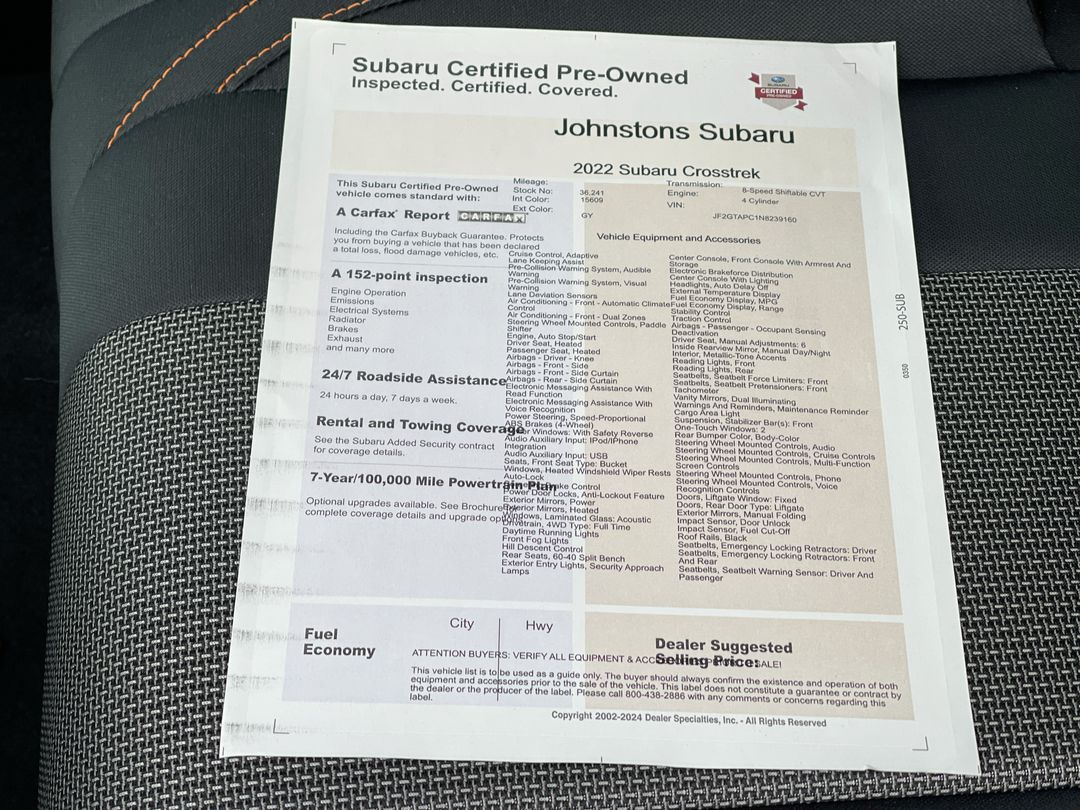 Subaru Certified Pre-Owned
Inspected. Certified. Covered.
SUBARU
CERTIFIED
PRE-OWNED
Johnstons Subaru
2022 Subaru Crosstrek
This Subaru Certified Pre-Owned
vehicle comes standard with:
A Carfax® Report CARFAX
Including the Carfax Buyback Guarantee. Protects
you from buying a vehicle that has been declared
a total loss, flood damage vehicles, etc.
A 152-point inspection
Engine Operation
Emissions
Electrical Systems
Radiator
Brakes
Exhaust
and many more
24/7 Roadside Assistance
24 hours a day, 7 days a week.
Rental and Towing Coverage
See the Subaru Added Security contract
for coverage details.
7-Year/100,000 Mile Powertrain Plan
Optional upgrades available. See Brochure for
complete coverage details and upgrade
Mileage: 36,241
Stock No: 15609
Int Color:
Ext Color: GY
Transmission: 8-Speed Shiftable CVT
Engine: 4 Cylinder
VIN: JF2GTAPC1N8239160
Vehicle Equipment and Accessories
Cruise Control, Adaptive
Lane Keeping Assist
Pre-Collision Warning System, Audible
Warning
Pre-Collision Warning System, Visual
Warning
Lane Deviation Sensors
Air Conditioning - Front - Automatic Climate
Control
Air Conditioning - Front - Dual Zones
Steering Wheel Mounted Controls, Paddle
Shifter
Engine, Auto Stop/Start
Driver Seat, Heated
Passenger Seat, Heated
Airbags - Driver - Knee
Airbags - Front - Side
Airbags - Front - Side Curtain
Airbags - Rear - Side Curtain
Electronic Messaging Assistance With
Read Function
Electronic Messaging Assistance With
Voice Recognition
Power Steering, Speed-Proportional
ABS Brakes (4-Wheel)
Power Windows: With Safety Reverse
Audio Auxiliary Input: IPod/IPhone
Integration
Audio Auxiliary Input: USB
Seats, Front Seat Type: Bucket
Windows, Heated Windshield Wiper Rests
Auto-Lock
Brake Control
Power Door Locks, Anti-Lockout Feature
Exterior Mirrors, Power
Exterior Mirrors, Heated
Windows, Laminated Glass: Acoustic
Drivetrain, 4WD Type: Full Time
Daytime Running Lights
Front Fog Lights
Hill Descent Control
Rear Seats, 60-40 Split Bench
Exterior Entry Lights, Security Approach
Lamps
Center Console, Front Console With Armrest And
Storage
Electronic Brakeforce Distribution
Center Console With Lighting
Headlights, Auto Delay Off
External Temperature Display
Fuel Economy Display, MPG
Fuel Economy Display, Range
Stability Control
Traction Control
Airbags - Passenger - Occupant Sensing
Deactivation
Driver Seat, Manual Adjustments: 6
Inside Rearview Mirror, Manual Day/Night
Interior, Metallic-Tone Accents
Reading Lights, Front
Reading Lights, Rear
Seatbelts, Seatbelt Force Limiters: Front
Seatbelts, Seatbelt Pretensioners: Front
Tachometer
Vanity Mirrors, Dual Illuminating
Warnings And Reminders, Maintenance Reminder
Cargo Area Light
Suspension, Stabilizer Bar(s): Front
One-Touch Windows: 2
Rear Bumper Color, Body-Color
Steering Wheel Mounted Controls, Audio
Steering Wheel Mounted Controls, Cruise Controls
Steering Wheel Mounted Controls, Multi-Function
Screen Controls
Steering Wheel Mounted Controls, Phone
Steering Wheel Mounted Controls, Voice
Recognition Controls
Doors, Liftgate Window: Fixed
Doors, Rear Door Type: Liftgate
Exterior Mirrors, Manual Folding
Impact Sensor, Door Unlock
Impact Sensor, Fuel Cut-Off
Roof Rails, Black
Seatbelts, Emergency Locking Retractors: Driver
Seatbelts, Emergency Locking Retractors: Front
And Rear
Seatbelts, Seatbelt Warning Sensor: Driver And
Passenger
250-SUB
0350
Fuel
Economy
City
Hwy
Dealer Suggested
Selling Price:
ATTENTION BUYERS: VERIFY ALL EQUIPMENT & SALE!
This vehicle list is to be used as a guide only. The buyer should always confirm the existence and operation of both
equipment and accessories prior to the sale of the vehicle. This label does not constitute a guarantee or contract by
the dealer or the producer of the label. Please call 800-438-2886 with any comments or concerns regarding this
label.
Copyright 2002-2024 Dealer Specialties, Inc. - All Rights Reserved